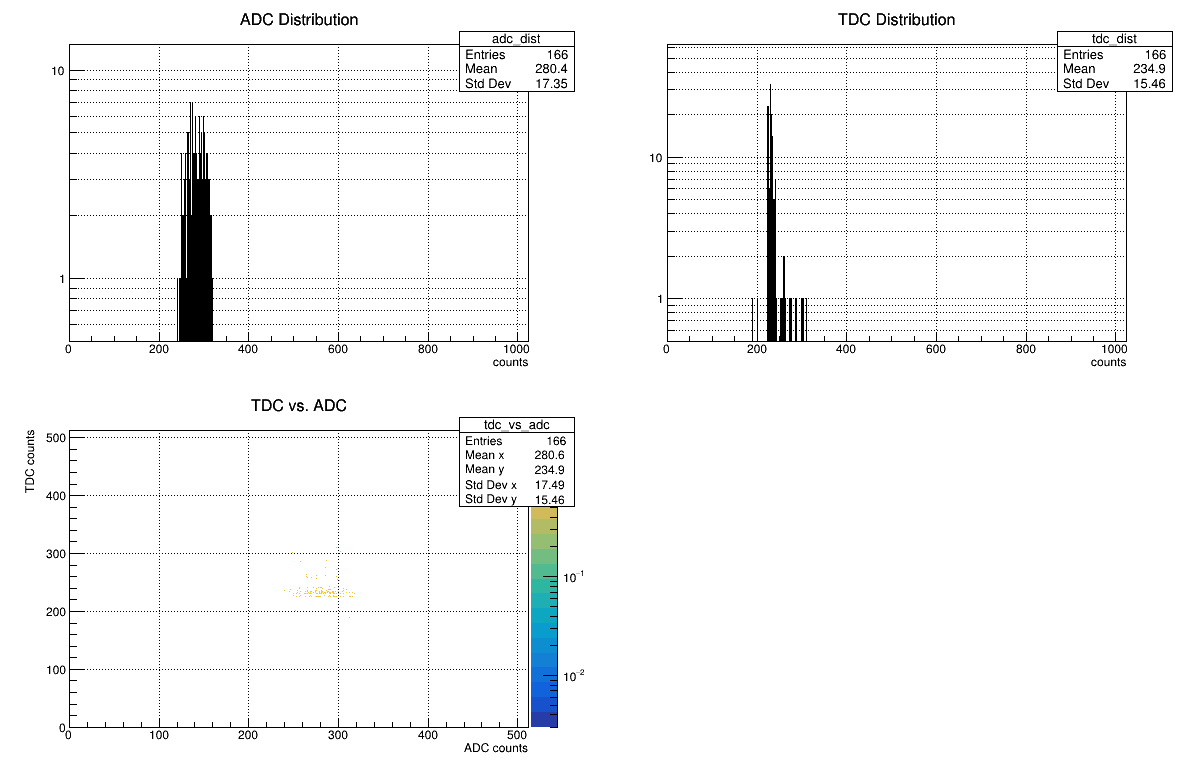 ADC Distribution
adc_dist
Entries 166
Mean 280.4
Std Dev 17.35
10
1
0 200 400 600 800 1000
counts
TDC Distribution
tdc_dist
Entries 166
Mean 234.9
Std Dev 15.46
10
1
0 200 400 600 800 1000
counts
TDC vs. ADC
tdc_vs_adc
Entries 166
Mean x 280.6
Mean y 234.9
Std Dev x 17.49
Std Dev y 15.46
TDC counts
500
400
300
200
100
0
0 100 200 300 400 500
ADC counts
10⁻¹
10⁻²